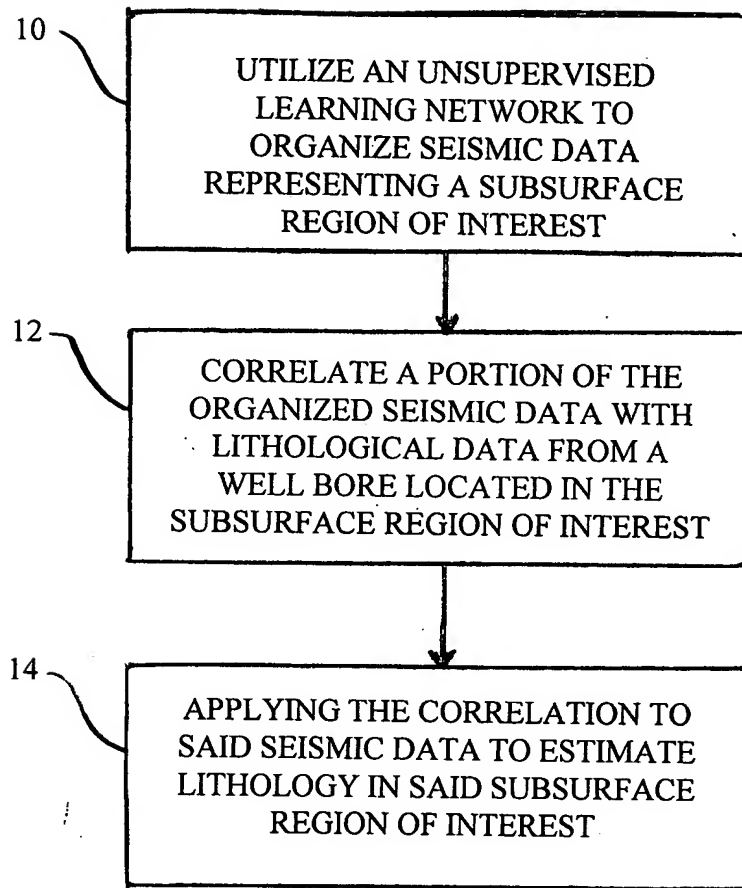 10
UTILIZE AN UNSUPERVISED
LEARNING NETWORK TO
ORGANIZE SEISMIC DATA
REPRESENTING A SUBSURFACE
REGION OF INTEREST
12
CORRELATE A PORTION OF THE
ORGANIZED SEISMIC DATA WITH
LITHOLOGICAL DATA FROM A
WELL BORE LOCATED IN THE
SUBSURFACE REGION OF INTEREST
14
APPLYING THE CORRELATION TO
SAID SEISMIC DATA TO ESTIMATE
LITHOLOGY IN SAID SUBSURFACE
REGION OF INTEREST